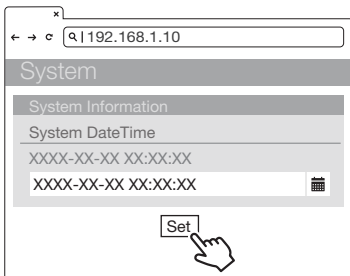 192.168.1.10
System
System Information
System DateTime
XXXX-XX-XX XX:XX:XX
XXXX-XX-XX XX:XX:XX
Set